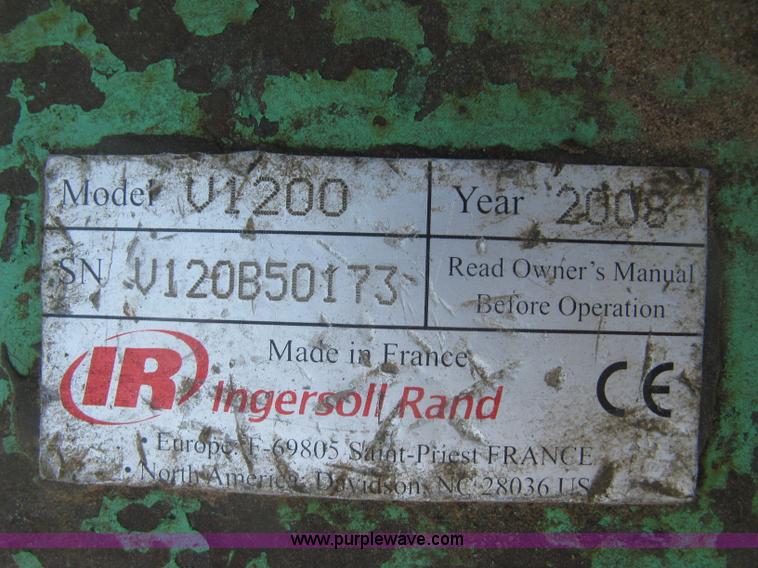 Model V1200
Year 2008
SN V120B50173
Read Owner's Manual
Before Operation
Made in France
IR Ingersoll Rand
CE
• Europe: F-69805 Saint-Priest FRANCE
• North America: Davidson, NC 28036 US
www.purplewave.com